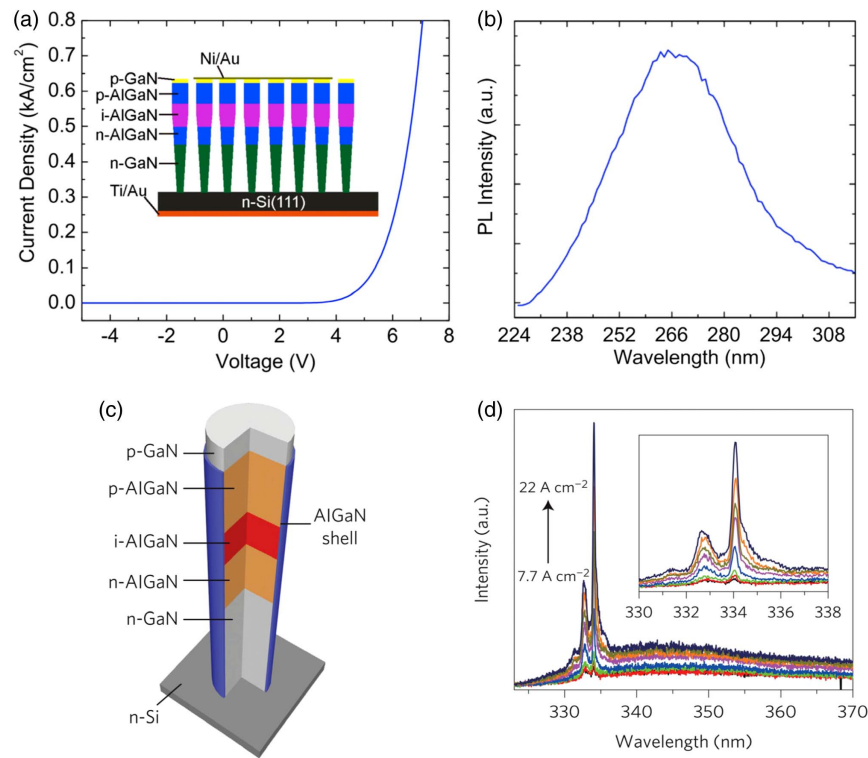 (a)
Current Density (kA/cm²)
0.8
0.7
0.6
0.5
0.4
0.3
0.2
0.1
0.0
-4 -2 0 2 4 6 8
Voltage (V)
Ni/Au
p-GaN
p-AlGaN
i-AlGaN
n-AlGaN
n-GaN
Ti/Au
n-Si(111)
(b)
PL Intensity (a.u.)
224 238 252 266 280 294 308
Wavelength (nm)
(c)
p-GaN
p-AlGaN
i-AlGaN
n-AlGaN
n-GaN
n-Si
AlGaN
shell
(d)
Intensity (a.u.)
22 A cm⁻²
7.7 A cm⁻²
330 332 334 336 338
330 340 350 360 370
Wavelength (nm)